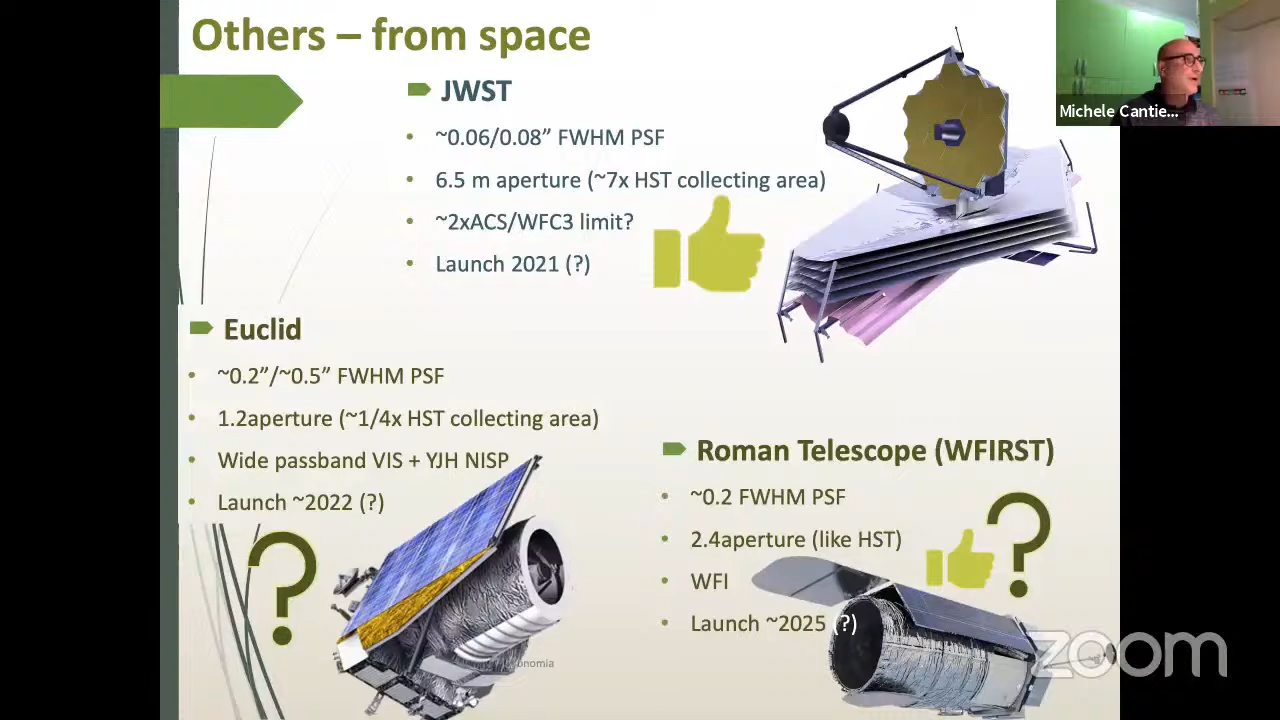 Others – from space
JWST
~0.06/0.08” FWHM PSF
6.5 m aperture (~7x HST collecting area)
~2xACS/WFC3 limit?
Launch 2021 (?)
Euclid
~0.2”/~0.5” FWHM PSF
1.2aperture (~1/4x HST collecting area)
Wide passband VIS + YJH NISP
Launch ~2022 (?)
?
Roman Telescope (WFIRST)
~0.2 FWHM PSF
2.4aperture (like HST)
WFI
Launch ~2025 (?)
?
Michele Cantie...
zoom